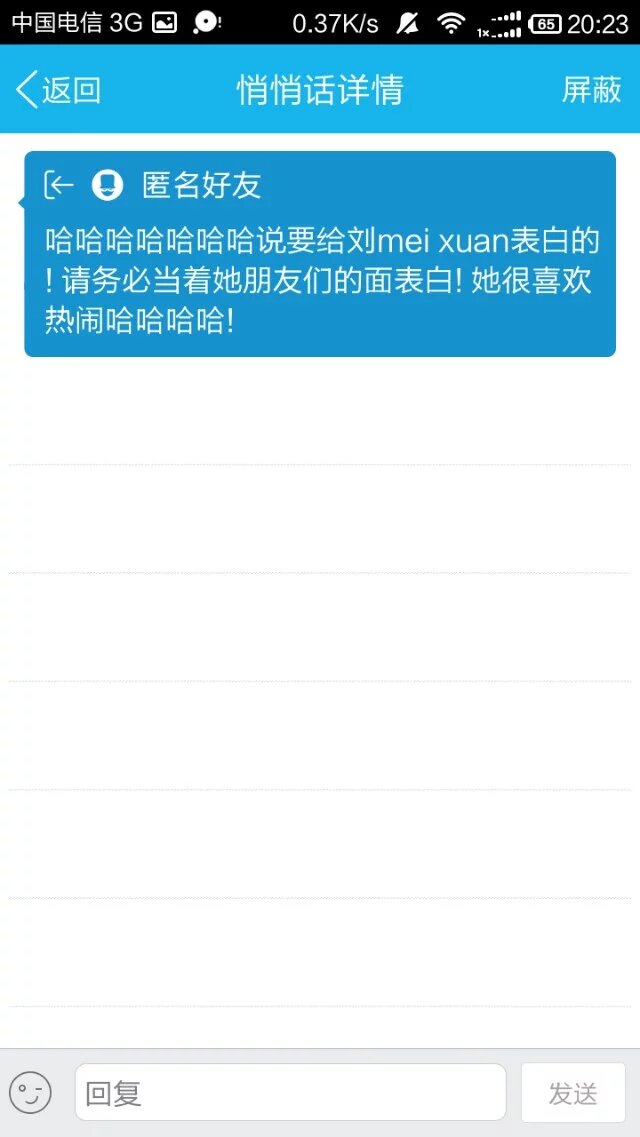 中国电信 3G 0.37K/s 1x 65 20:23
返回 悄悄话详情 屏蔽
匿名好友
哈哈哈哈哈哈哈说要给刘mei xuan表白的
! 请务必当着她朋友们的面表白! 她很喜欢
热闹哈哈哈哈!
回复 发送